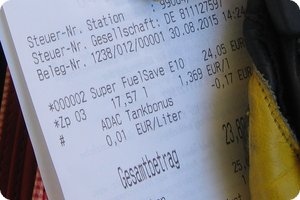 Steuer-Nr. Station
Steuer-Nr. Gesellschaft: DE 811127597
Beleg-Nr. 1238/012/00001 30.08.2015 14:24
*000002 Super FuelSave E10 24,05 EUR
*Zp 03 17,57 l 1,369 EUR/l
ADAC Tankbonus -0,17 EUR
# 0,01 EUR/Liter
Gesamtbetrag